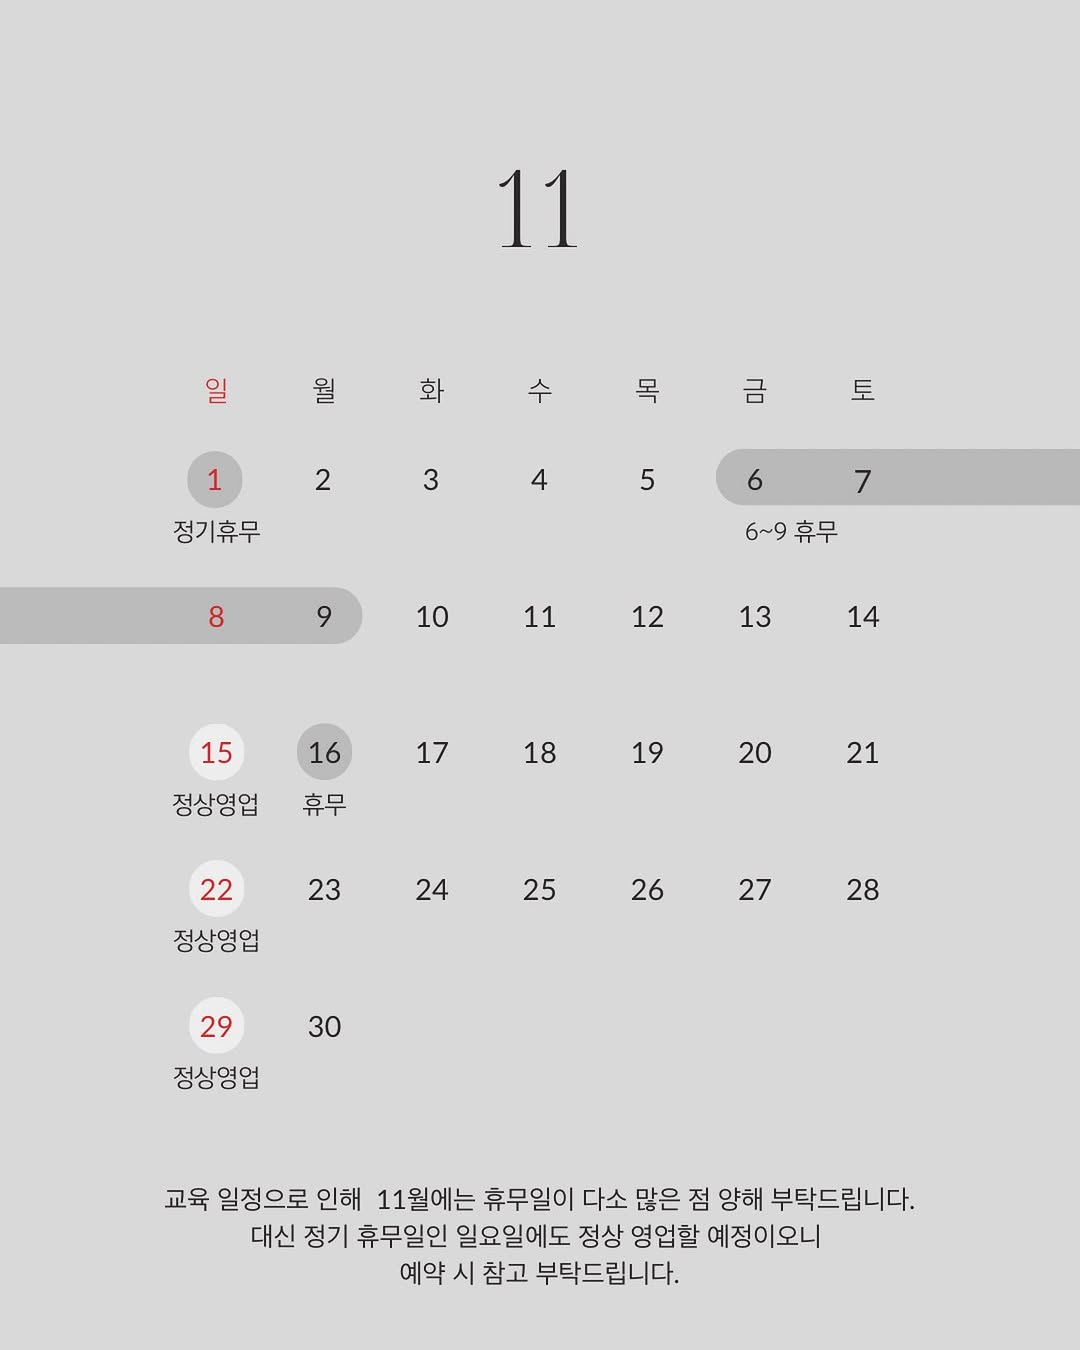 11
일 월 화 수 목 금 토
1 2 3 4 5 6 7
정기휴무 6~9 휴무
8 9 10 11 12 13 14
15 16 17 18 19 20 21
정상영업 휴무
22 23 24 25 26 27 28
정상영업
29 30
정상영업
교육 일정으로 인해 11월에는 휴무일이 다소 많은 점 양해 부탁드립니다.
대신 정기 휴무일인 일요일에도 정상 영업할 예정이오니
예약 시 참고 부탁드립니다.